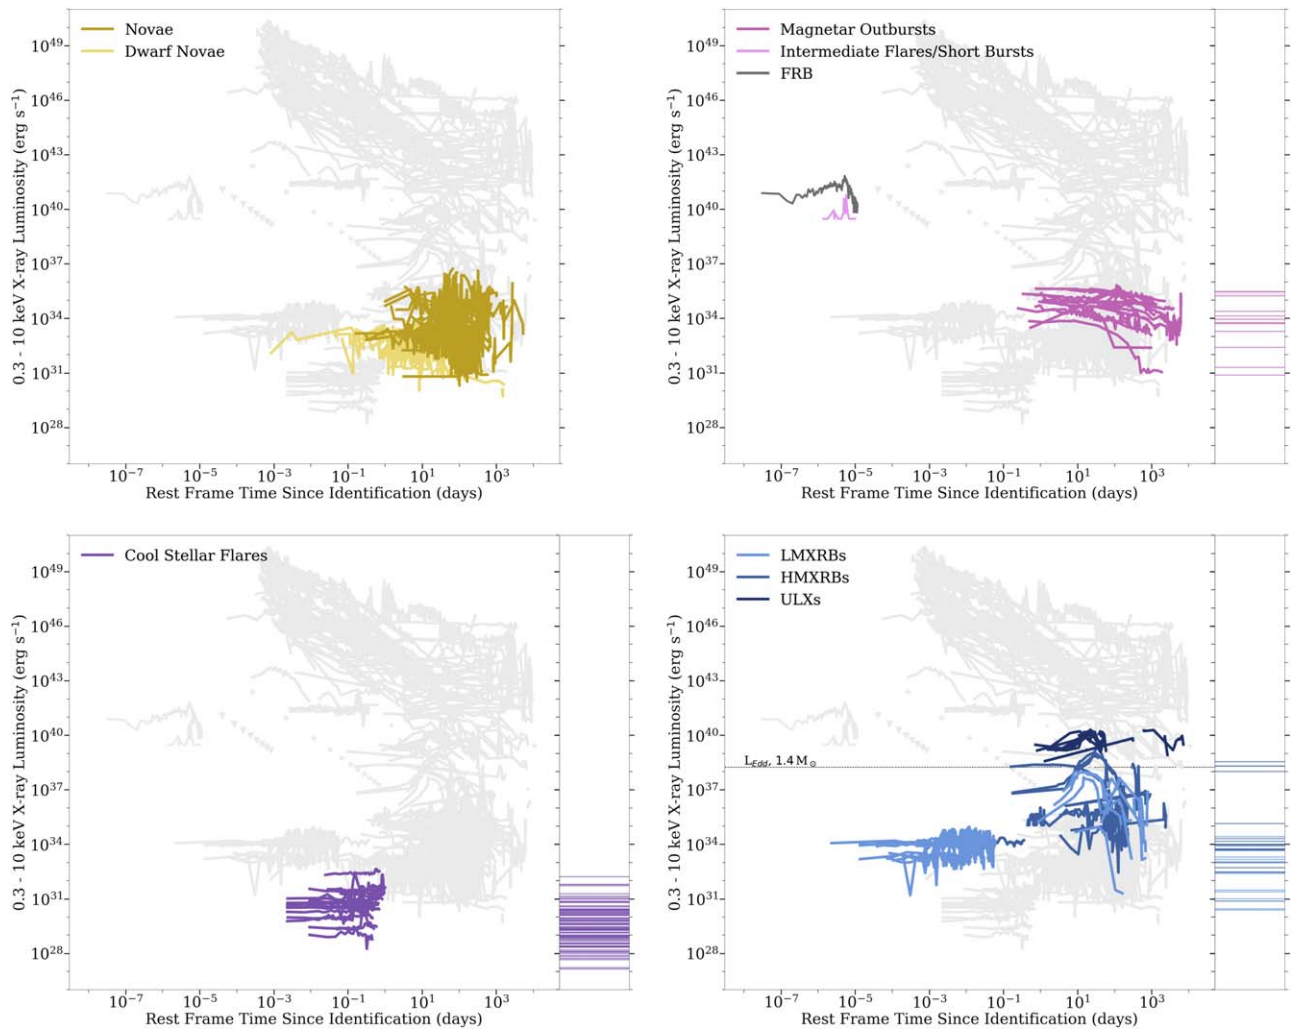 Novae
Dwarf Novae
10^49
10^46
10^43
10^40
10^37
10^34
10^31
10^28
0.3 - 10 keV X-ray Luminosity (erg s^−1)
10^−7 10^−5 10^−3 10^−1 10^1 10^3
Rest Frame Time Since Identification (days)
Magnetar Outbursts
Intermediate Flares/Short Bursts
FRB
10^49
10^46
10^43
10^40
10^37
10^34
10^31
10^28
0.3 - 10 keV X-ray Luminosity (erg s^−1)
10^−7 10^−5 10^−3 10^−1 10^1 10^3
Rest Frame Time Since Identification (days)
Cool Stellar Flares
10^49
10^46
10^43
10^40
10^37
10^34
10^31
10^28
0.3 - 10 keV X-ray Luminosity (erg s^−1)
10^−7 10^−5 10^−3 10^−1 10^1 10^3
Rest Frame Time Since Identification (days)
LMXRBs
HMXRBs
ULXs
10^49
10^46
10^43
10^40
L_Edd, 1.4 M_⊙
10^37
10^34
10^31
10^28
0.3 - 10 keV X-ray Luminosity (erg s^−1)
10^−7 10^−5 10^−3 10^−1 10^1 10^3
Rest Frame Time Since Identification (days)